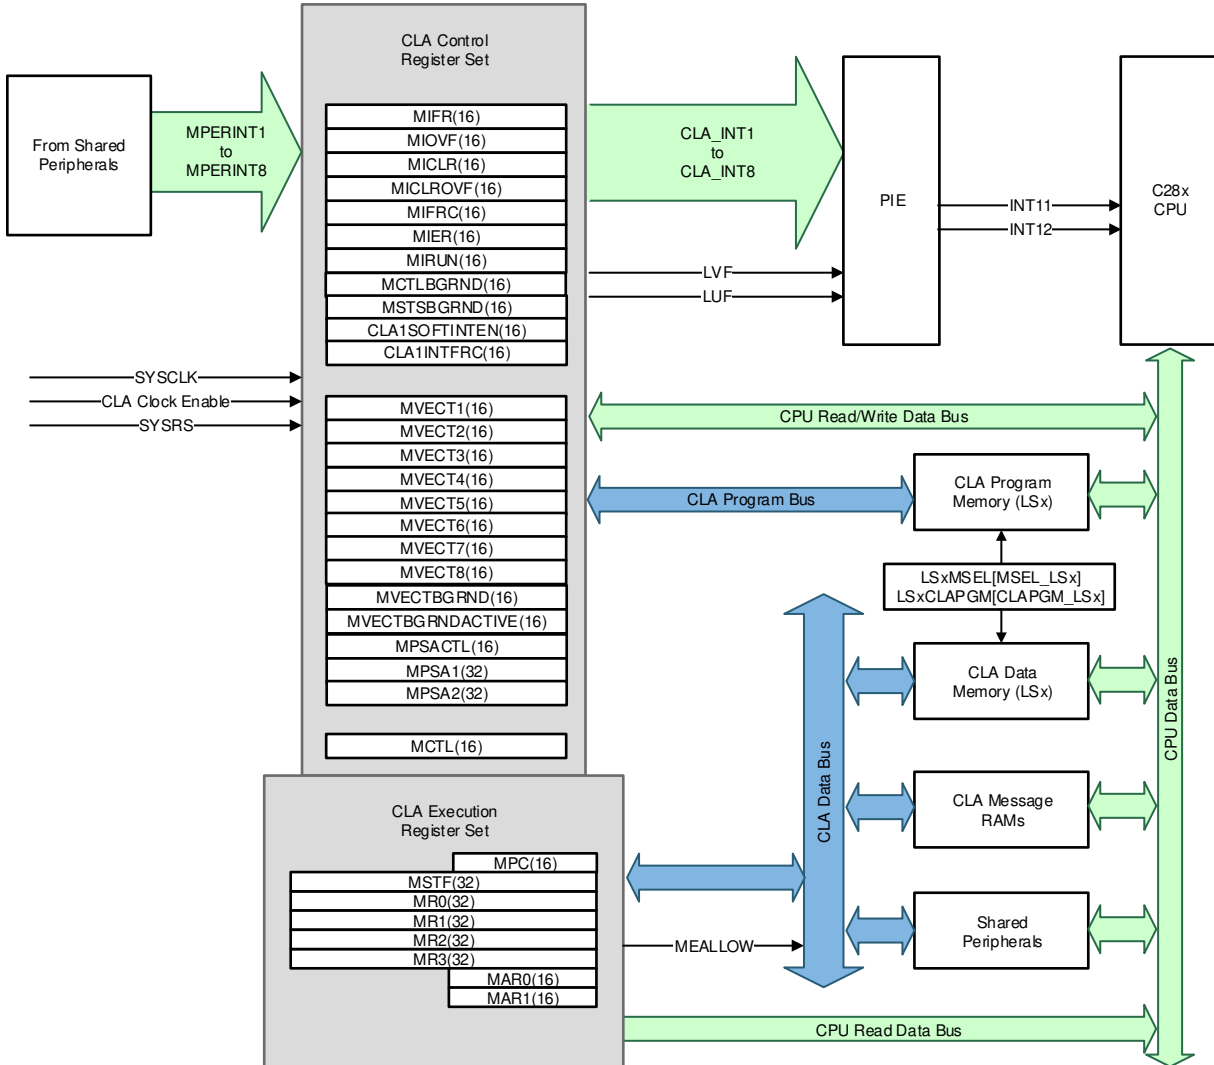 CLA Control
Register Set
From Shared
Peripherals
MPERINT1
to
MPERINT8
MIFR(16)
MIOVF(16)
MICLR(16)
MICLROVF(16)
MIFRC(16)
MIER(16)
MIRUN(16)
MCTLBGRND(16)
MSTSBGRND(16)
CLA1SOFTINTEN(16)
CLA1INTFRC(16)
CLA_INT1
to
CLA_INT8
LVF
LUF
PIE
INT11
INT12
C28x
CPU
SYSCLK
CLA Clock Enable
SYSRS
MVECT1(16)
MVECT2(16)
MVECT3(16)
MVECT4(16)
MVECT5(16)
MVECT6(16)
MVECT7(16)
MVECT8(16)
MVECTBGRND(16)
MVECTBGRNDACTIVE(16)
MPSACTL(16)
MPSA1(32)
MPSA2(32)
MCTL(16)
CPU Read/Write Data Bus
CLA Program Bus
CLA Program
Memory (LSx)
LSxMSEL[MSEL_LSx]
LSxCLAPGM[CLAPGM_LSx]
CLA Data
Memory (LSx)
CLA Data Bus
CPU Data Bus
CLA Message
RAMs
Shared
Peripherals
CLA Execution
Register Set
MPC(16)
MSTF(32)
MR0(32)
MR1(32)
MR2(32)
MR3(32)
MAR0(16)
MAR1(16)
MEALLOW
CPU Read Data Bus